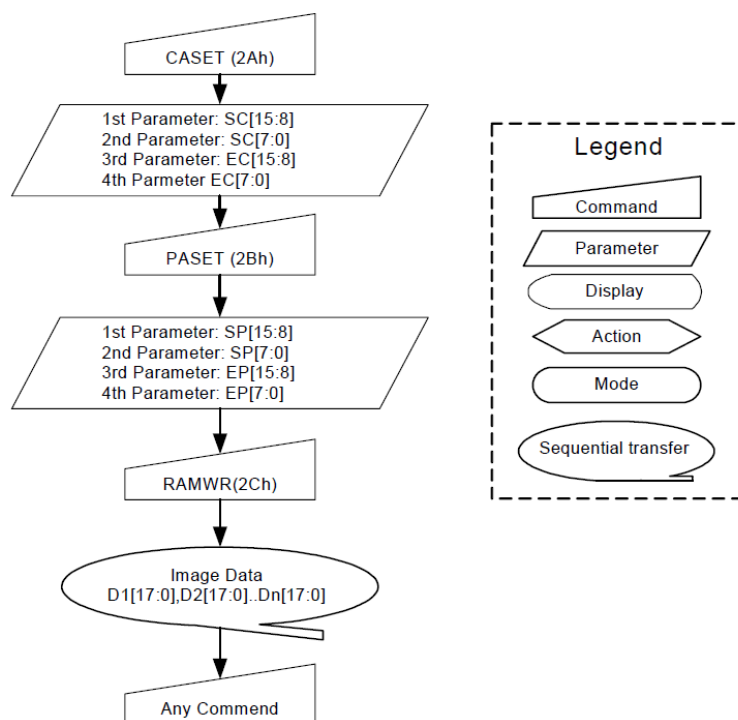 CASET (2Ah)
1st Parameter: SC[15:8]
2nd Parameter: SC[7:0]
3rd Parameter: EC[15:8]
4th Parmeter EC[7:0]
PASET (2Bh)
1st Parameter: SP[15:8]
2nd Parameter: SP[7:0]
3rd Parameter: EP[15:8]
4th Parameter: EP[7:0]
RAMWR(2Ch)
Image Data
D1[17:0],D2[17:0]..Dn[17:0]
Any Commend
Legend
Command
Parameter
Display
Action
Mode
Sequential transfer